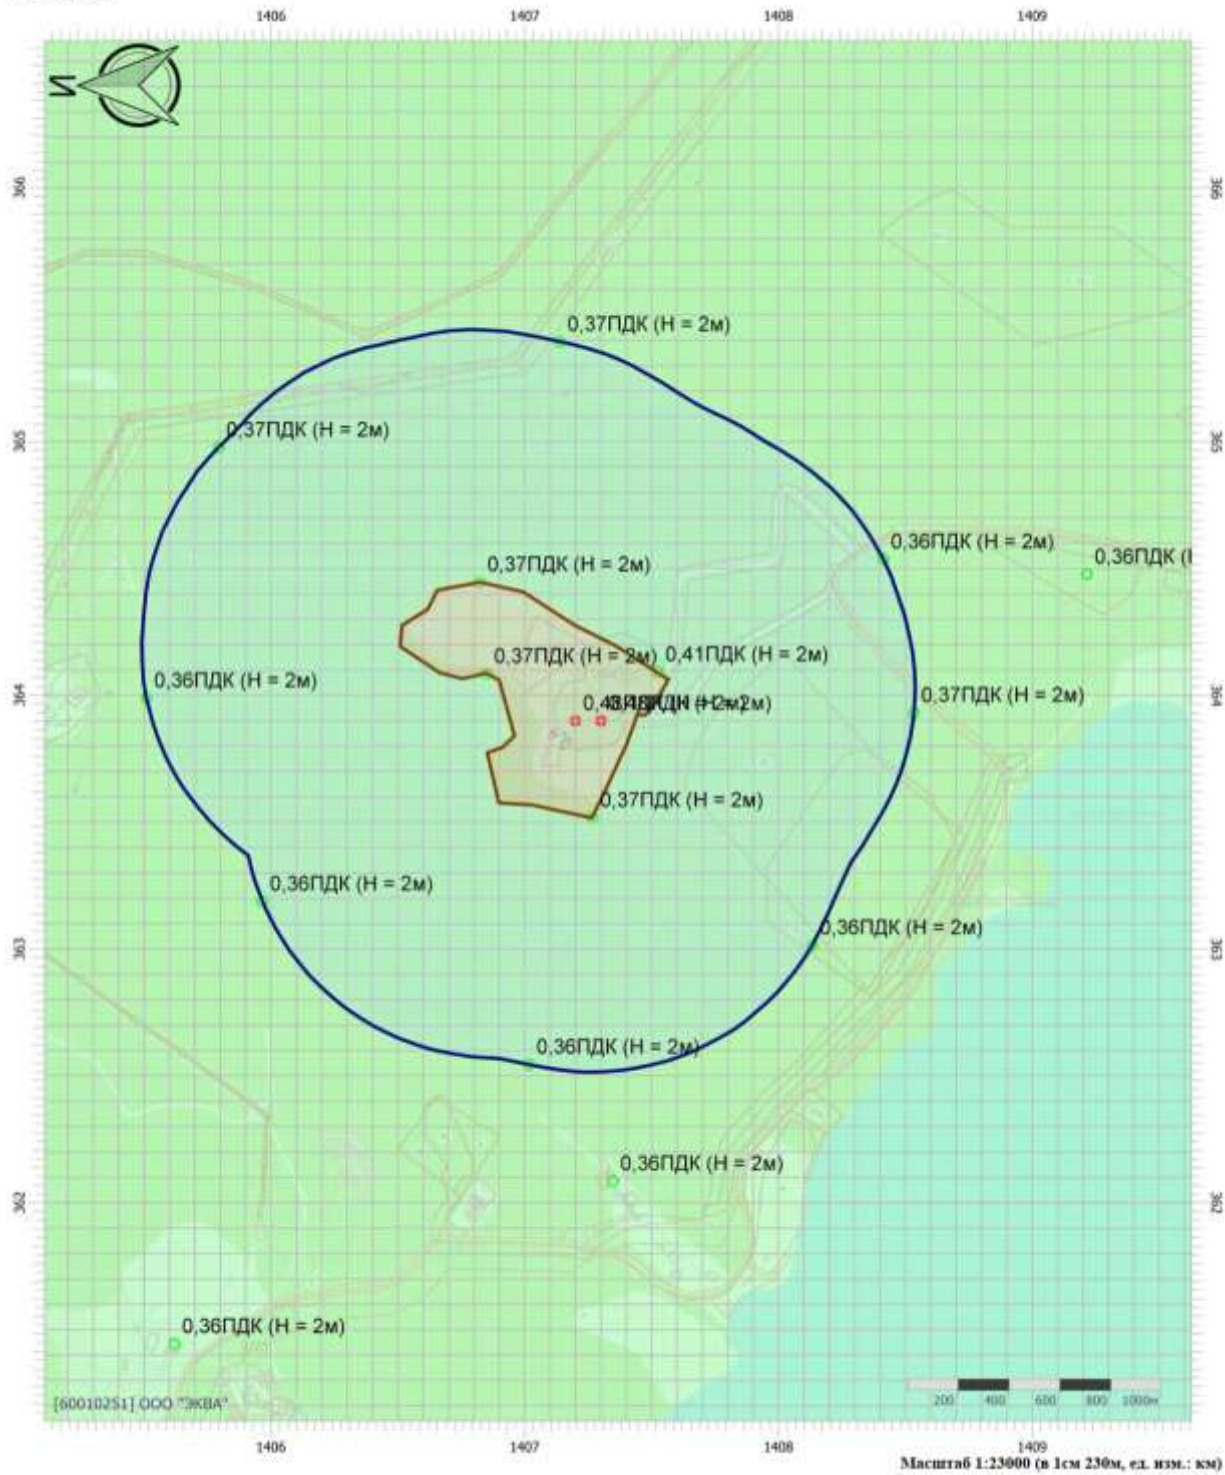 1406 1407 1408 1409
И
366 366
0,37ПДК (Н = 2м)
0,37ПДК (Н = 2м)
365 365
0,36ПДК (Н = 2м)
0,36ПДК (
0,37ПДК (Н = 2м)
0,37ПДК (Н = 2м)
0,41ПДК (Н = 2м)
0,36ПДК (Н = 2м)
364 364
0,37ПДК (Н = 2м)
0,37ПДК (Н = 2м)
0,36ПДК (Н = 2м)
363 363
0,36ПДК (Н = 2м)
0,36ПДК (Н = 2м)
0,36ПДК (Н = 2м)
362 362
0,36ПДК (Н = 2м)
[60010251] ООО "ЭКВА"
200 400 600 800 1000м
1406 1407 1408 1409
Масштаб 1:23000 (в 1см 230м, ед. изм.: км)